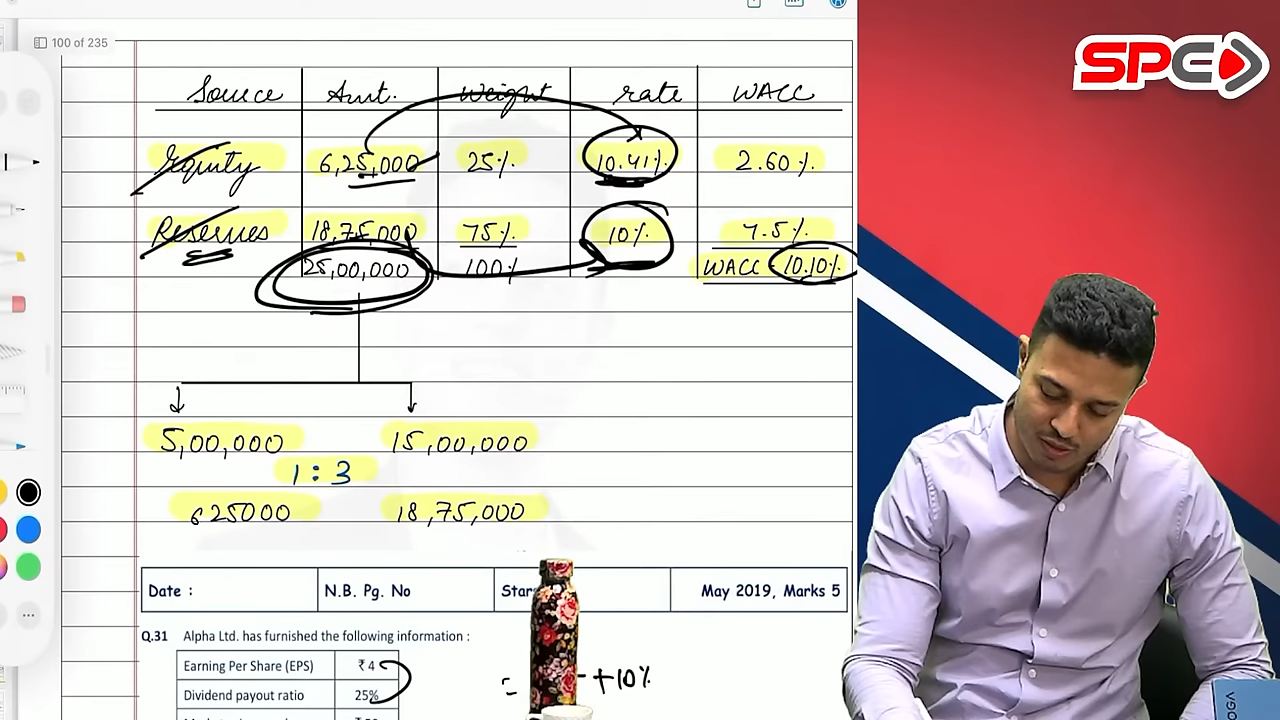 100 of 235
SPC
Source Amt. Weight rate WACC
Equity 6,25,000 25% 10.41% 2.60%
Reserves 18,75,000 75% 10% 7.5%
25,00,000 100% WACC 10.10%
5,00,000 15,00,000
1 : 3
625000 18,75,000
Date : N.B. Pg. No May 2019, Marks 5
Q.31 Alpha Ltd. has furnished the following information :
Earning Per Share (EPS) ₹ 4
Dividend payout ratio 25%
= +10%